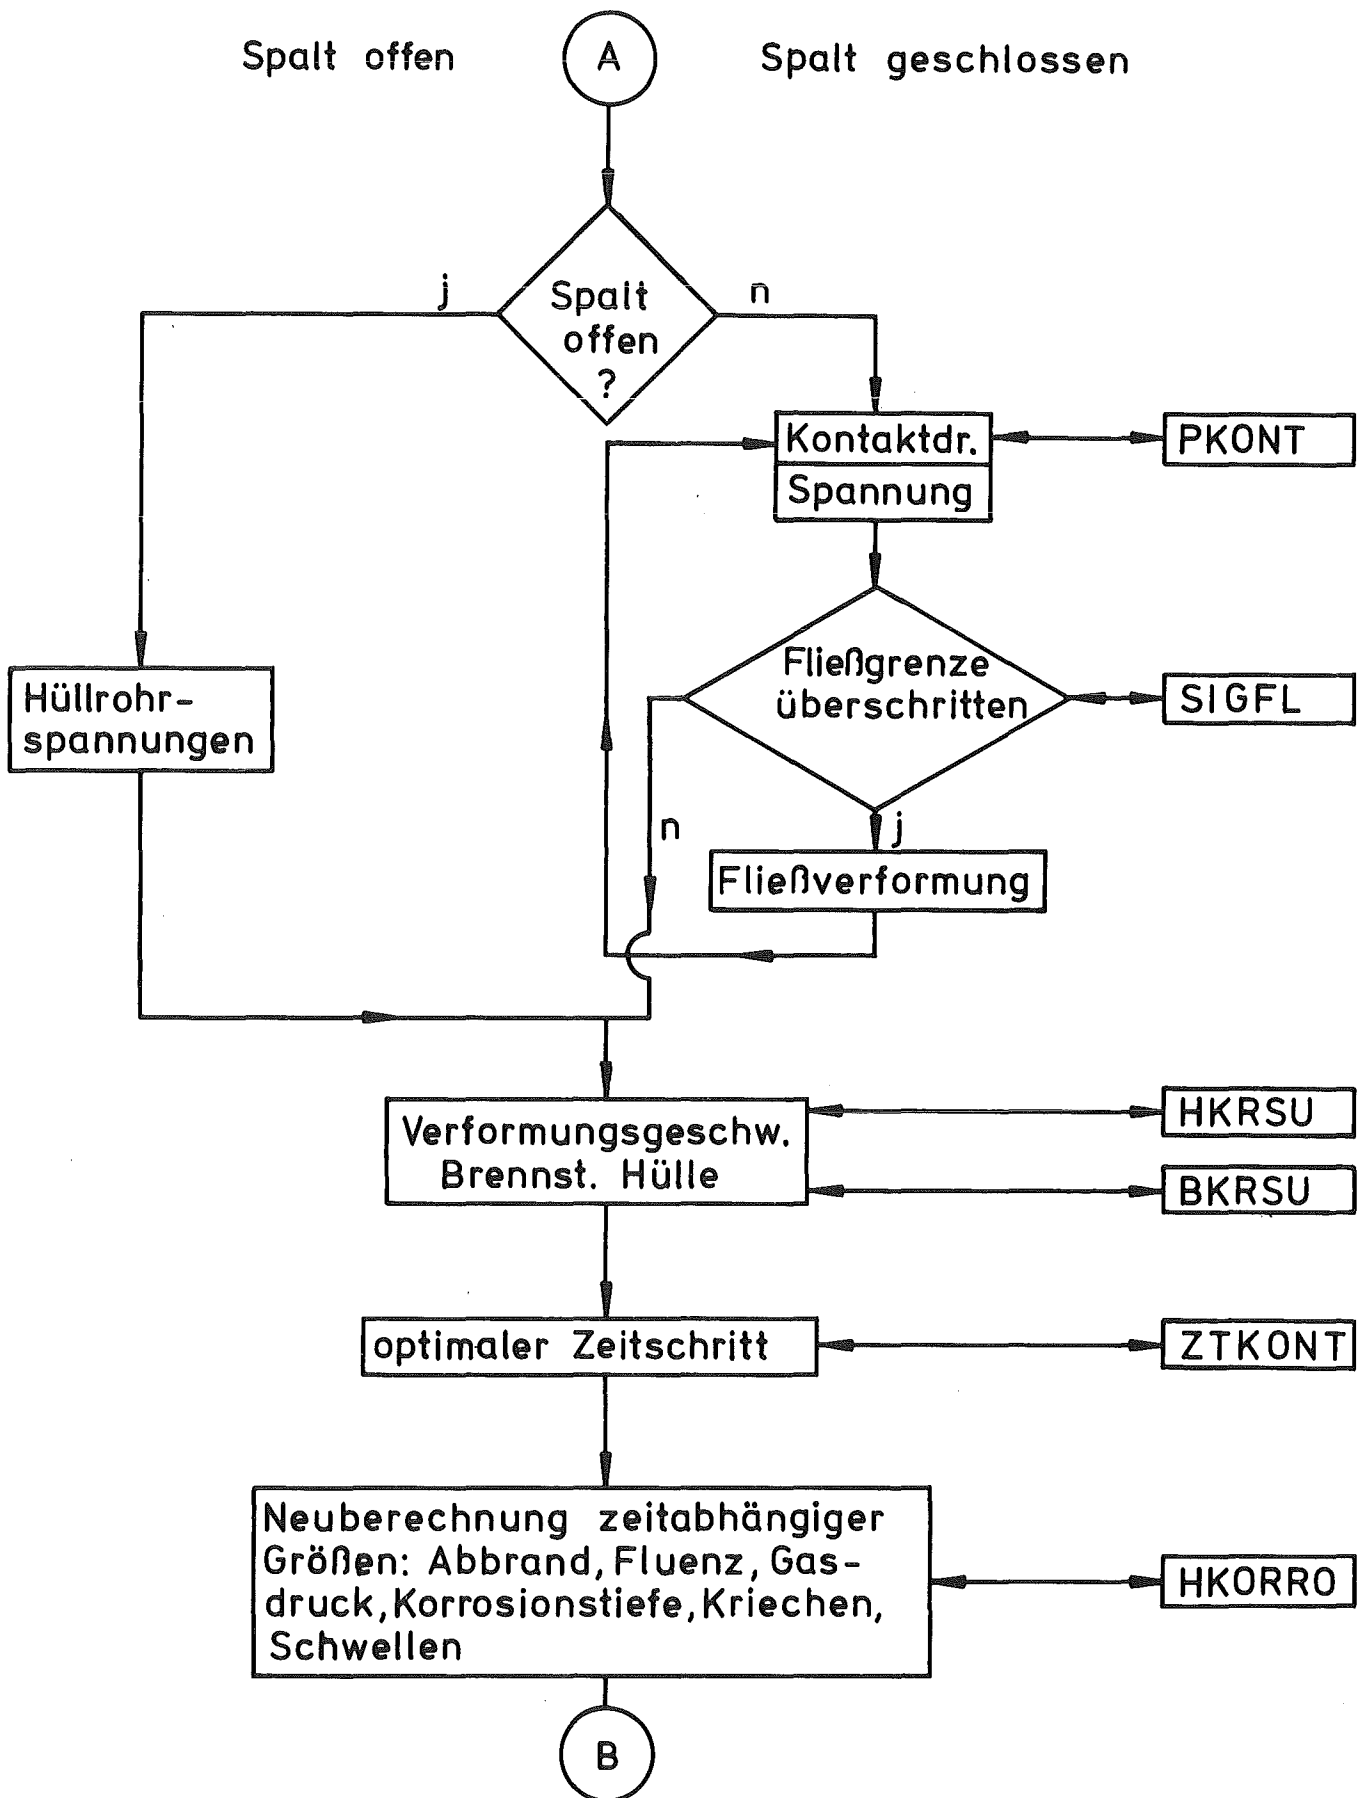 Spalt offen
A
Spalt geschlossen
j
n
Spalt
offen
?
Kontaktdr.
PKONT
Spannung
Fließgrenze
überschritten
SIGFL
Hüllrohr-
spannungen
n
j
Fließverformung
Verformungsgeschw.
Brennst. Hülle
HKRSU
BKRSU
optimaler Zeitschritt
ZTKONT
Neuberechnung zeitabhängiger
Größen: Abbrand, Fluenz, Gas-
druck, Korrosionstiefe, Kriechen,
Schwellen
HKORRO
B